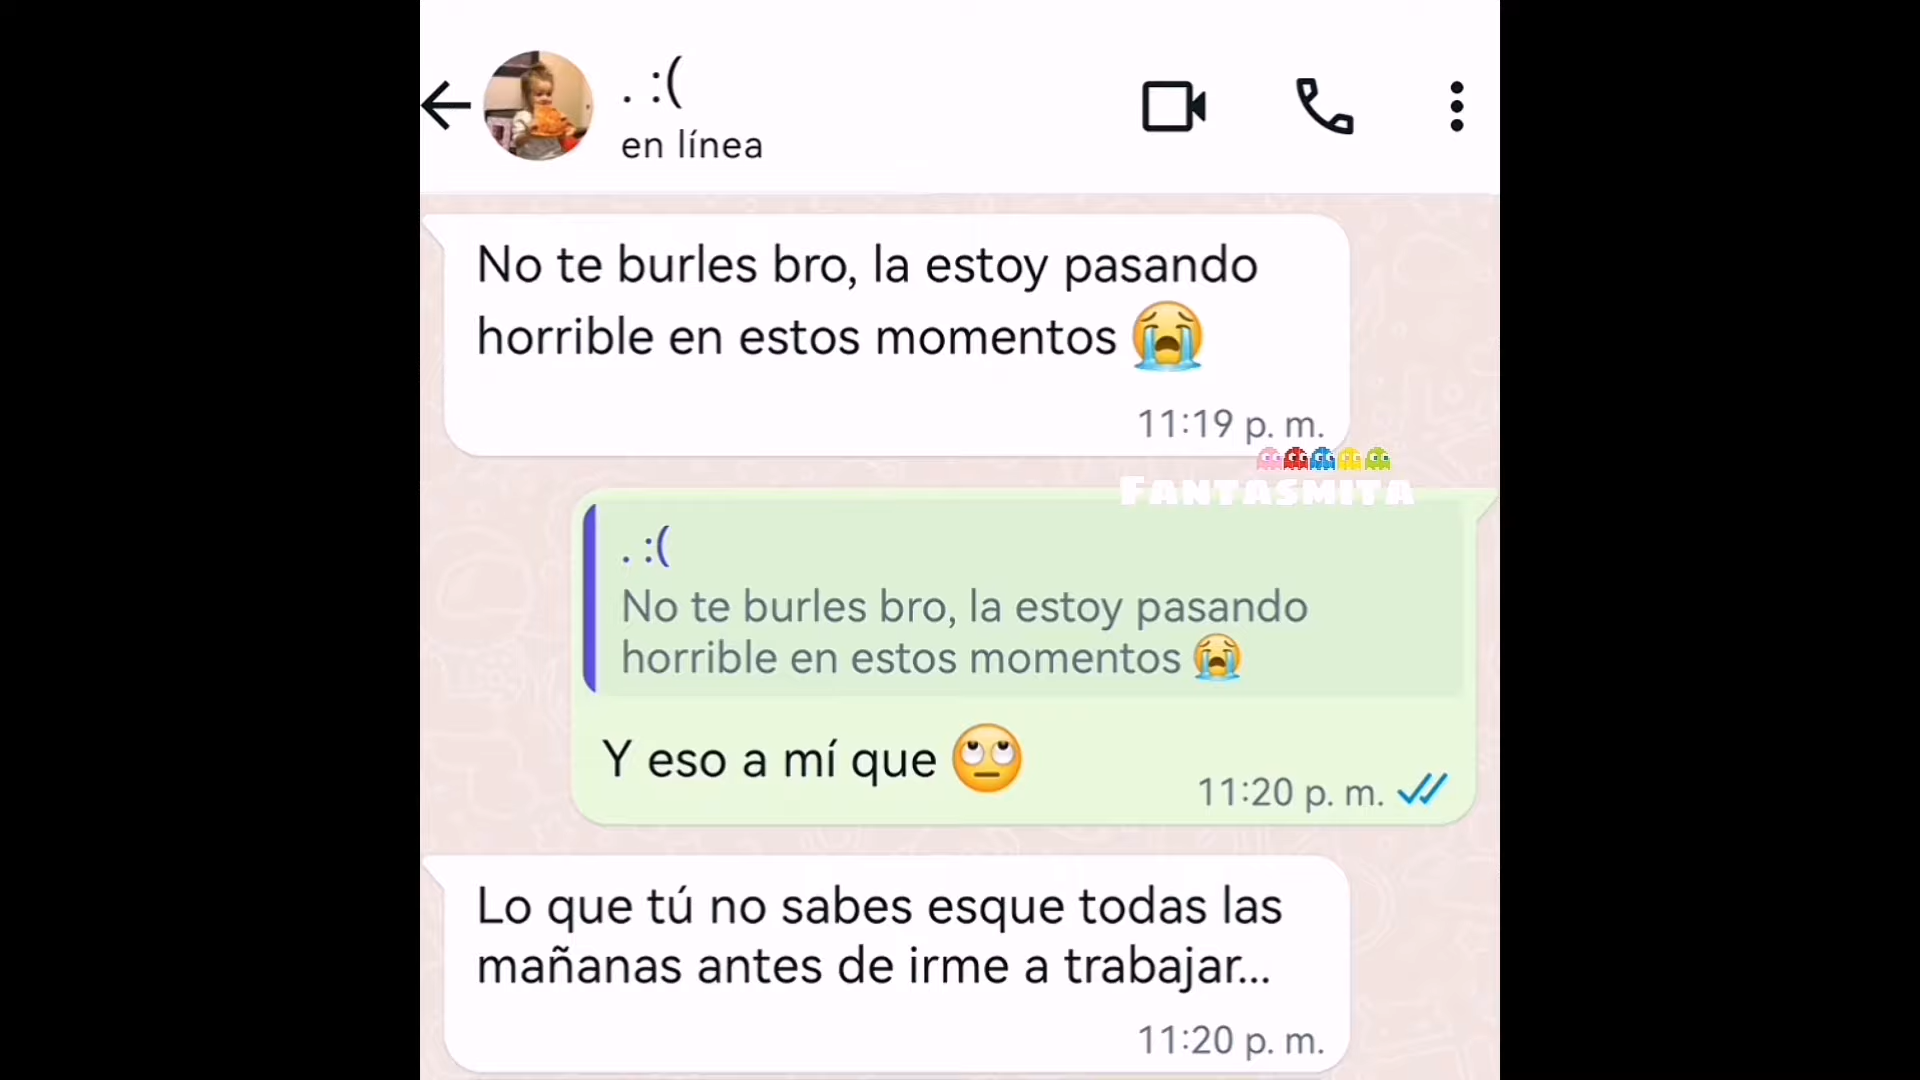 . :(
en línea
No te burles bro, la estoy pasando
horrible en estos momentos 😭
11:19 p. m.
FANTASMITA
. :(
No te burles bro, la estoy pasando
horrible en estos momentos 😭
Y eso a mí que 🙄
11:20 p. m.
Lo que tú no sabes esque todas las
mañanas antes de irme a trabajar...
11:20 p. m.